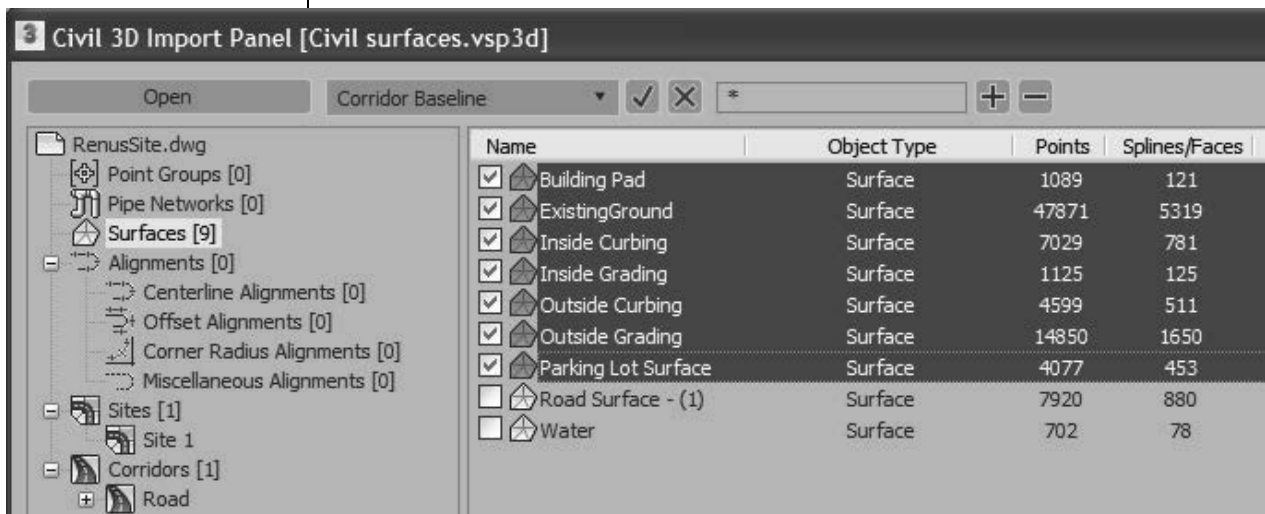 Civil 3D Import Panel [Civil surfaces.vsp3d]
Open Corridor Baseline *
RenusSite.dwg
Point Groups [0]
Pipe Networks [0]
Surfaces [9]
Alignments [0]
Centerline Alignments [0]
Offset Alignments [0]
Corner Radius Alignments [0]
Miscellaneous Alignments [0]
Sites [1]
Site 1
Corridors [1]
Road
Name Object Type Points Splines/Faces
Building Pad Surface 1089 121
ExistingGround Surface 47871 5319
Inside Curbing Surface 7029 781
Inside Grading Surface 1125 125
Outside Curbing Surface 4599 511
Outside Grading Surface 14850 1650
Parking Lot Surface Surface 4077 453
Road Surface - (1) Surface 7920 880
Water Surface 702 78